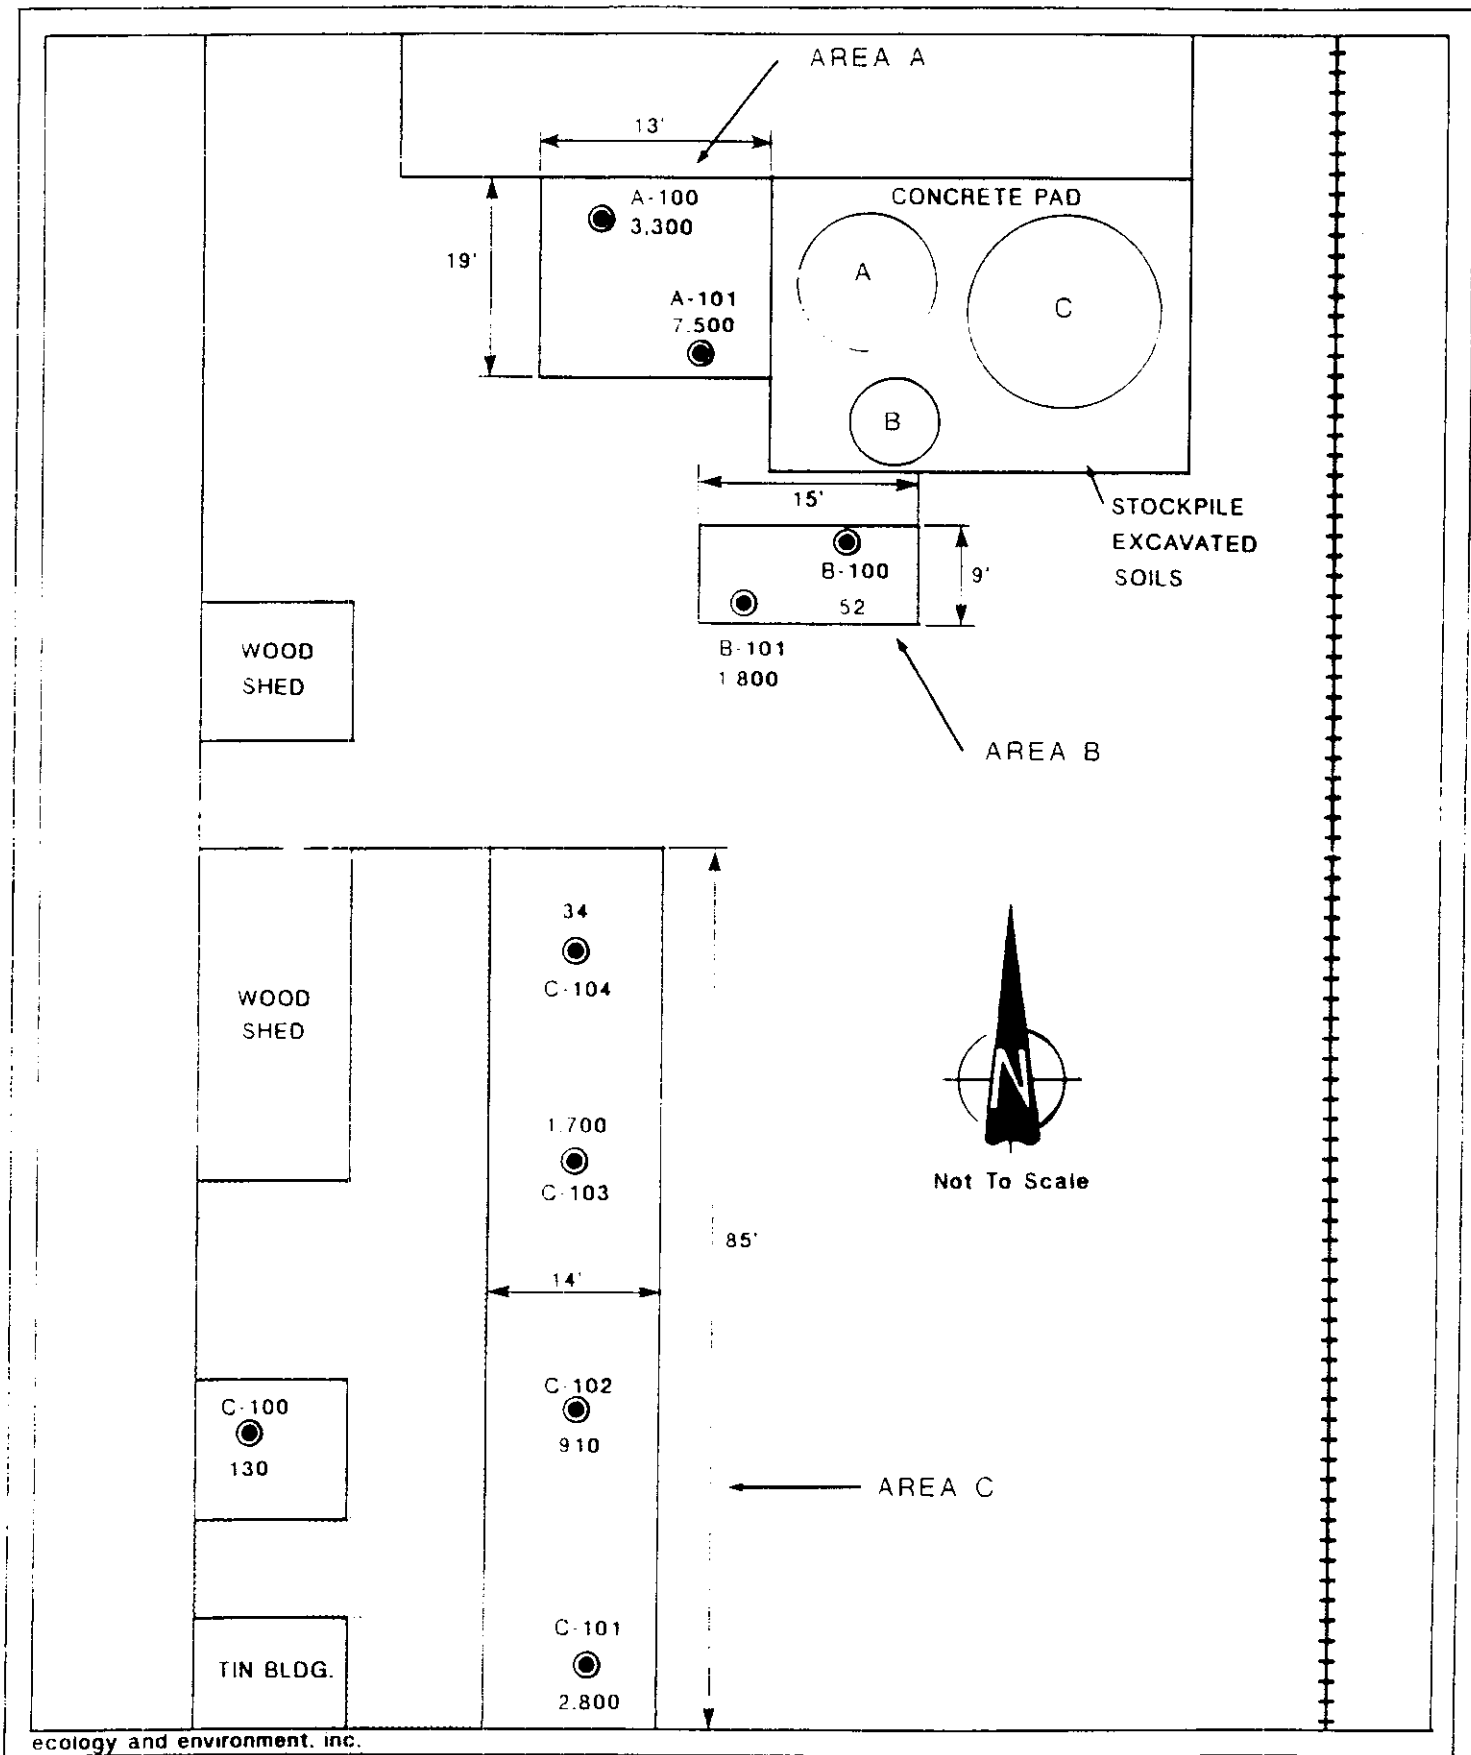 AREA A
13'
CONCRETE PAD
A-100
3,300
19'
A
C
A-101
7.500
B
15'
STOCKPILE
EXCAVATED
SOILS
B-100
9'
52
B-101
1 800
WOOD
SHED
AREA B
34
C-104
WOOD
SHED
N
1.700
C-103
Not To Scale
85'
14'
C-102
C-100
910
130
AREA C
C-101
TIN BLDG.
2.800
ecology and environment. inc.